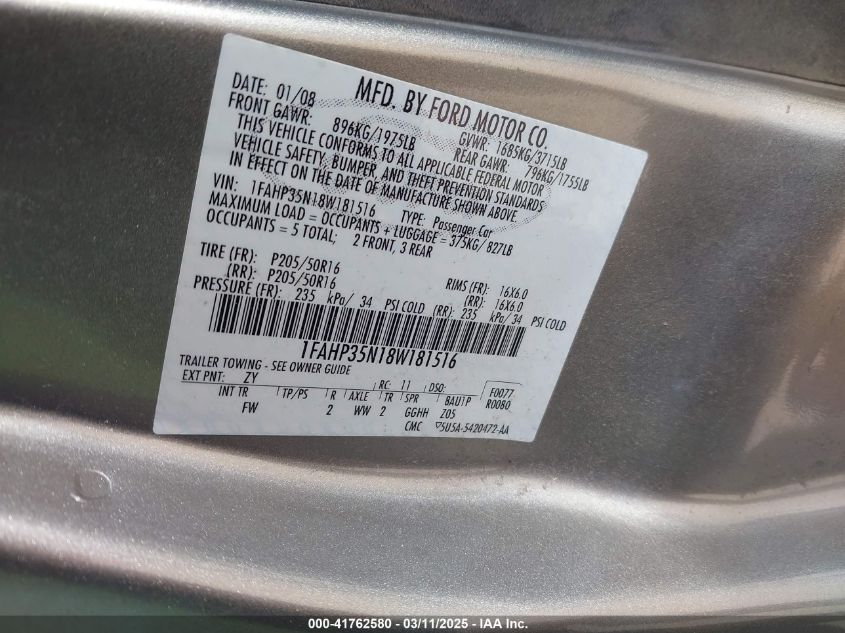 MFD. BY FORD MOTOR CO.
DATE: 01/08 GVWR: 1685KG/3715LB
FRONT GAWR: 896KG/1975LB REAR GAWR: 796KG/1755LB
THIS VEHICLE CONFORMS TO ALL APPLICABLE FEDERAL MOTOR
VEHICLE SAFETY, BUMPER, AND THEFT PREVENTION STANDARDS
IN EFFECT ON THE DATE OF MANUFACTURE SHOWN ABOVE.
VIN: 1FAHP35N18W181516 TYPE: Passenger Car
MAXIMUM LOAD = OCCUPANTS + LUGGAGE = 375KG/827LB
OCCUPANTS = 5 TOTAL; 2 FRONT, 3 REAR
TIRE (FR): P205/50R16 RIMS (FR): 16X6.0
(RR): P205/50R16 (RR): 16X6.0
PRESSURE (FR): 235 kPa/ 34 PSI COLD (RR): 235 kPa/ 34 PSI COLD
1FAHP35N18W181516
TRAILER TOWING - SEE OWNER GUIDE
EXT PNT: ZY RC: 11 DSO: F0077
INT TR TP/PS R AXLE TR SPR BAU1P R0080
FW 2 WW 2 GGHH Z05
CMC ▽5U5A-5420472-AA
000-41762580 - 03/11/2025 - IAA Inc.